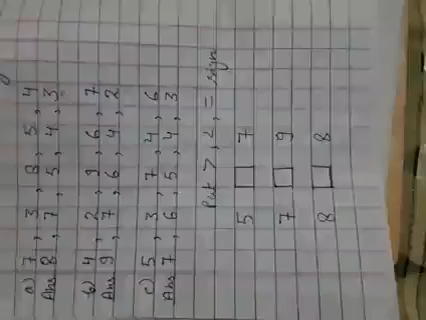 a) 7, 3, 8, 5, 4
Ans 8, 7, 5, 4, 3
b) 4, 2, 9, 6, 7
Ans 9, 7, 6, 4, 2
c) 5, 3, 7, 4, 6
Ans 7, 6, 5, 4, 3
Put >, <, = sign
5 □ 7
7 □ 9
8 □ 8